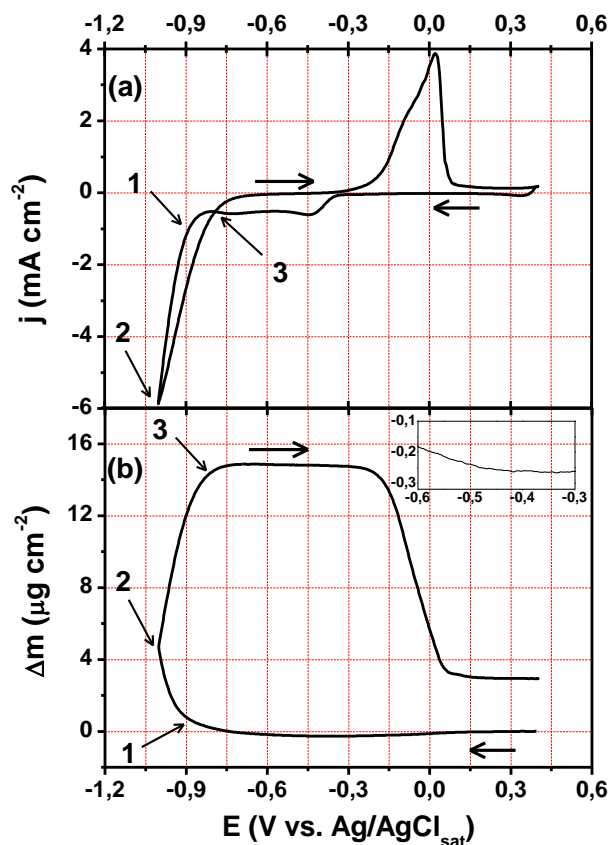 -1,2 -0,9 -0,6 -0,3 0,0 0,3 0,6
(a)
4
2
0
-2
-4
-6
j (mA cm-2)
1
2
3
(b)
16
12
8
4
0
Δm (μg cm-2)
3
2
1
-0,1
-0,2
-0,3
-0,6 -0,5 -0,4 -0,3
-1,2 -0,9 -0,6 -0,3 0,0 0,3 0,6
E (V vs. Ag/AgClsat)